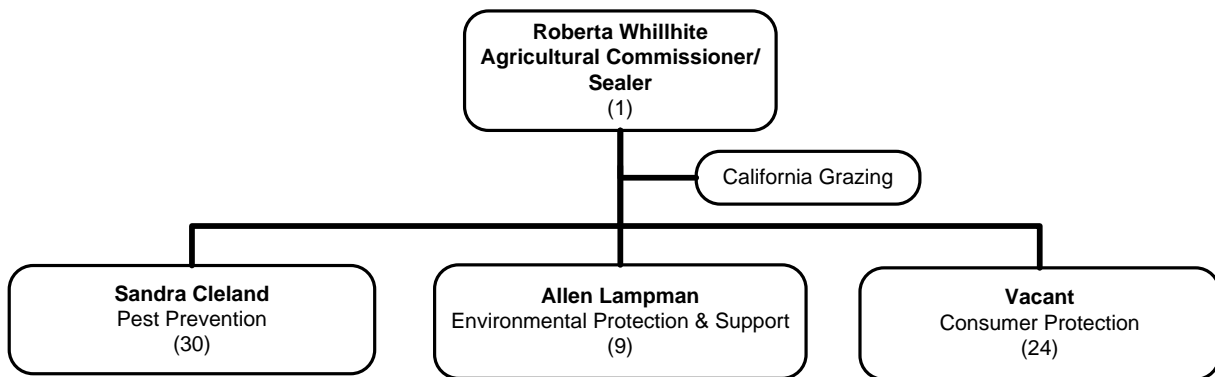 Roberta Whillhite
Agricultural Commissioner/
Sealer
(1)
California Grazing
Sandra Cleland
Pest Prevention
(30)
Allen Lampman
Environmental Protection & Support
(9)
Vacant
Consumer Protection
(24)